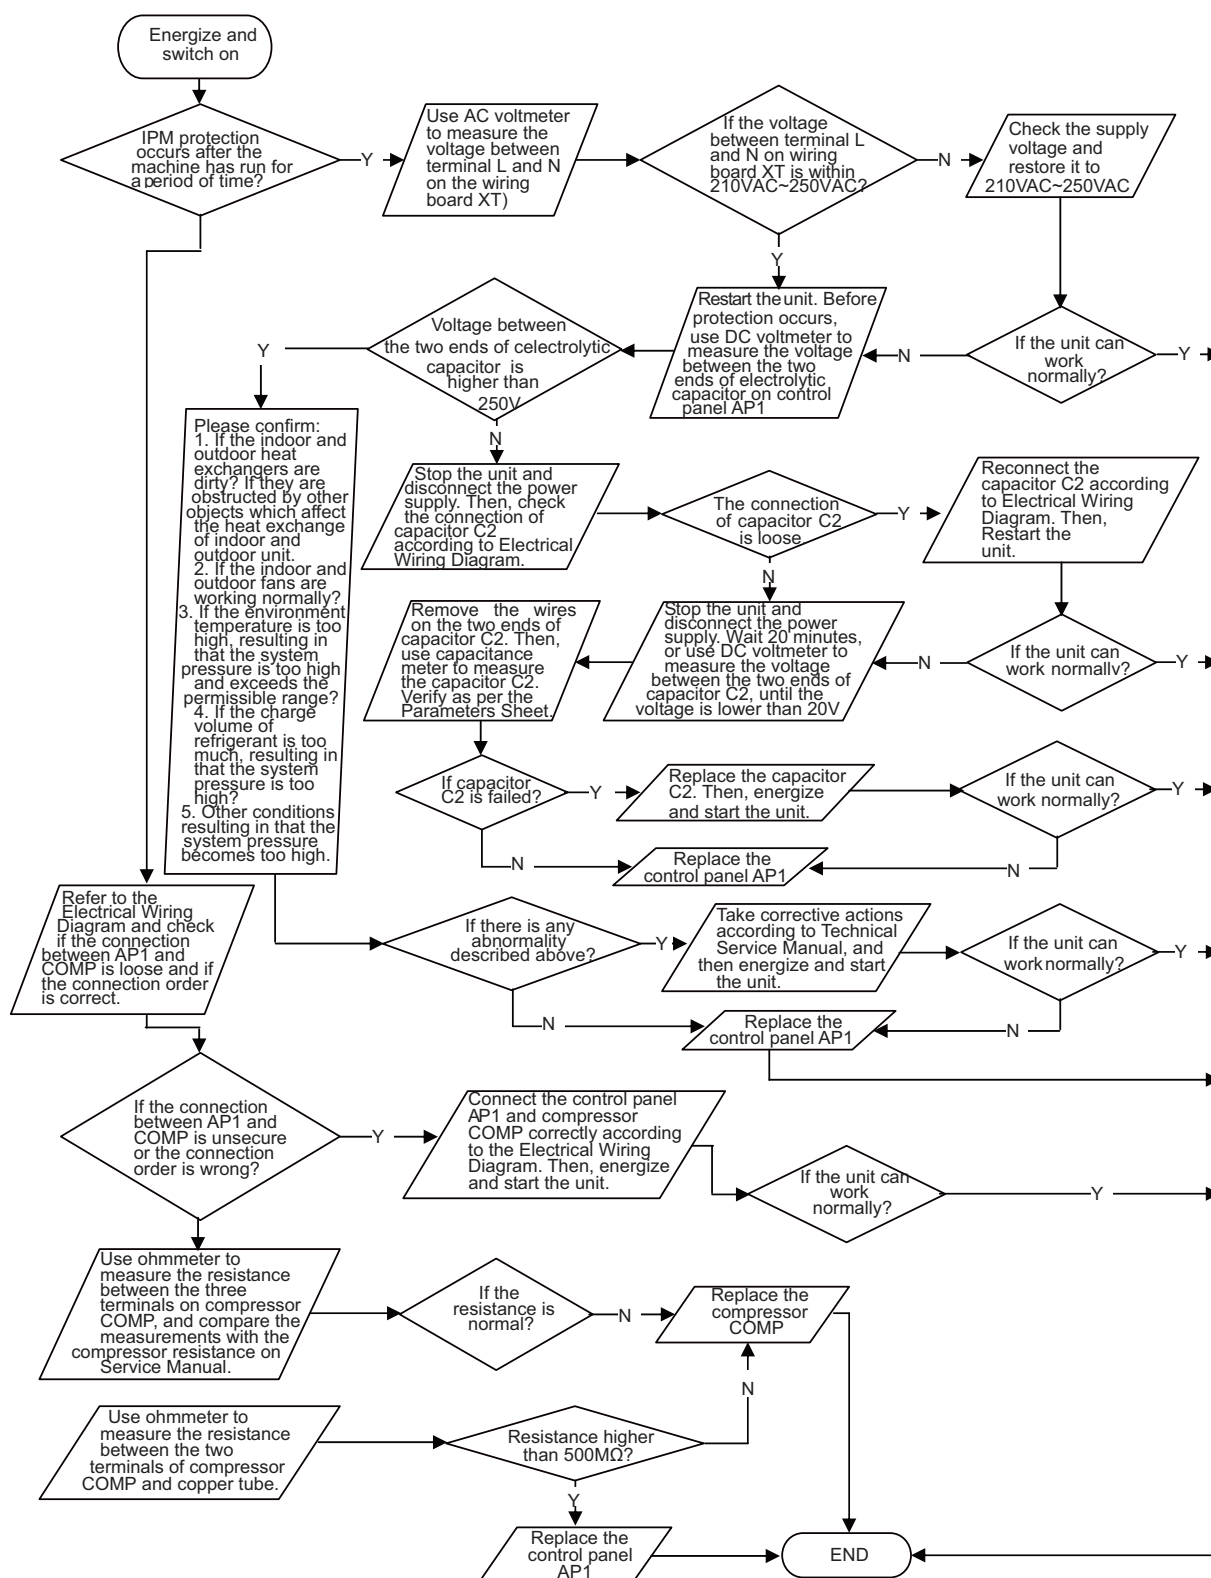 Energize and
switch on
IPM protection
occurs after the
machine has run for
a period of time?
Y
Use AC voltmeter
to measure the
voltage between
terminal L and N
on the wiring
board XT)
If the voltage
between terminal L
and N on wiring
board XT is within
210VAC~250VAC?
N
Check the supply
voltage and
restore it to
210VAC~250VAC
Y
Restart the unit. Before
protection occurs,
use DC voltmeter to
measure the voltage
between the two
ends of electrolytic
capacitor on control
panel AP1
N
If the unit can
work
normally?
Y
Voltage between
the two ends of celectrolytic
capacitor is
higher than
250V
Y
N
Please confirm:
1. If the indoor and
outdoor heat
exchangers are
dirty? If they are
obstructed by other
objects which affect
the heat exchange
of indoor and
outdoor unit.
2. If the indoor and
outdoor fans are
working normally?
3. If the environment
temperature is too
high, resulting in
that the system
pressure is too high
and exceeds the
permissible range?
4. If the charge
volume of
refrigerant is too
much, resulting in
that the system
pressure is too
high?
5. Other conditions
resulting in that the
system pressure
becomes too high.
Stop the unit and
disconnect the power
supply. Then, check
the connection of
capacitor C2
according to Electrical
Wiring Diagram.
The connection
of capacitor C2
is loose
Y
Reconnect the
capacitor C2 according
to Electrical Wiring
Diagram. Then,
Restart the
unit.
N
Remove the wires
on the two ends of
capacitor C2. Then,
use capacitance
meter to measure
the capacitor C2.
Verify as per the
Parameters Sheet.
Stop the unit and
disconnect the power
supply. Wait 20 minutes,
or use DC voltmeter to
measure the voltage
between the two ends of
capacitor C2, until the
voltage is lower than 20V
N
If the unit can
work normally?
Y
If capacitor
C2 is failed?
Y
Replace the capacitor
C2. Then, energize
and start the unit.
If the unit can
work normally?
Y
N
Replace the
control panel AP1
N
Refer to the
Electrical Wiring
Diagram and check
if the connection
between AP1 and
COMP is loose and if
the connection order
is correct.
If there is any
abnormality
described above?
Y
Take corrective actions
according to Technical
Service Manual, and
then energize and start
the unit.
If the unit can
work normally?
Y
N
Replace the
control panel AP1
N
If the connection
between AP1 and
COMP is unsecure
or the connection
order is wrong?
Y
Connect the control panel
AP1 and compressor
COMP correctly according
to the Electrical Wiring
Diagram. Then, energize
and start the unit.
If the unit can
work
normally?
Y
Use ohmmeter to
measure the resistance
between the three
terminals on compressor
COMP, and compare the
measurements with the
compressor resistance on
Service Manual.
If the
resistance is
normal?
N
Replace the
compressor
COMP
N
Use ohmmeter to
measure the resistance
between the two
terminals of compressor
COMP and copper tube.
Resistance higher
than 500MΩ?
Y
Replace the
control panel
AP1
END